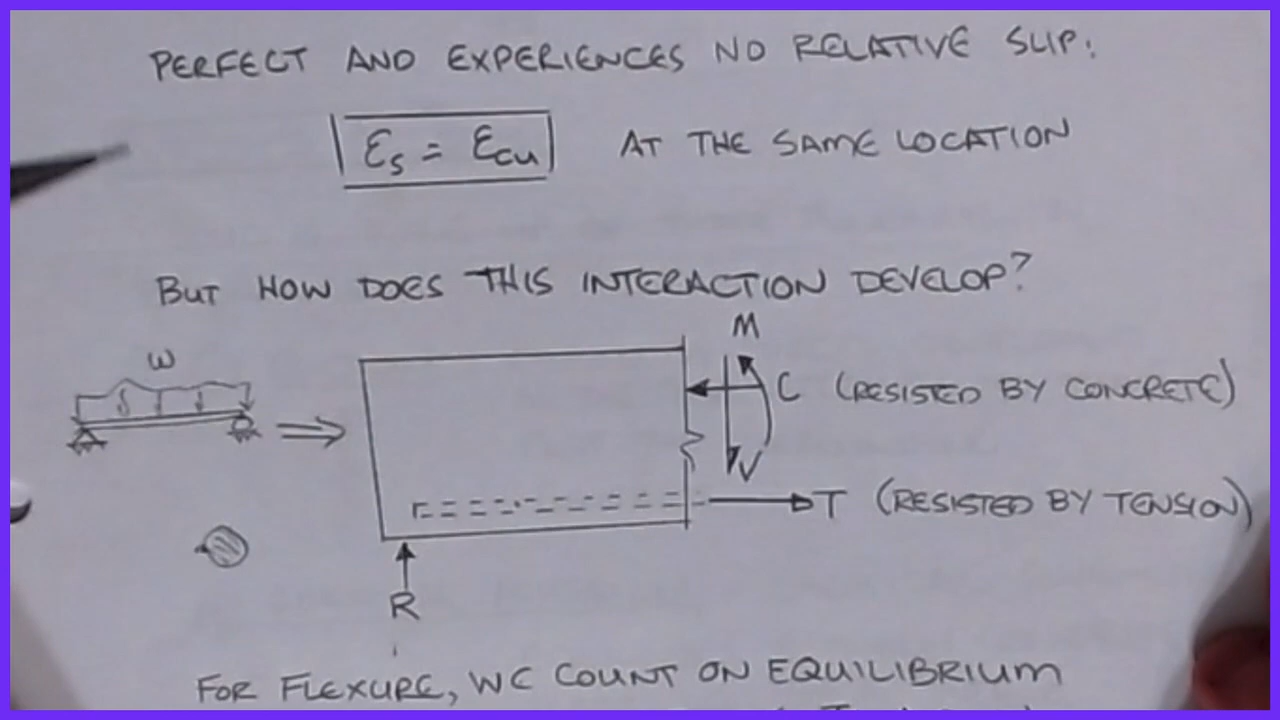 PERFECT AND EXPERIENCES NO RELATIVE SLIP:
εs = εcu AT THE SAME LOCATION
BUT HOW DOES THIS INTERACTION DEVELOP?
M
w
C (RESISTED BY CONCRETE)
V
T (RESISTED BY TENSION)
R
FOR FLEXURE, WE COUNT ON EQUILIBRIUM